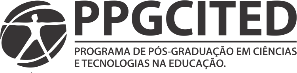 PPGCITED
PROGRAMA DE PÓS-GRADUAÇÃO EM CIÊNCIAS
E TECNOLOGIAS NA EDUCAÇÃO.